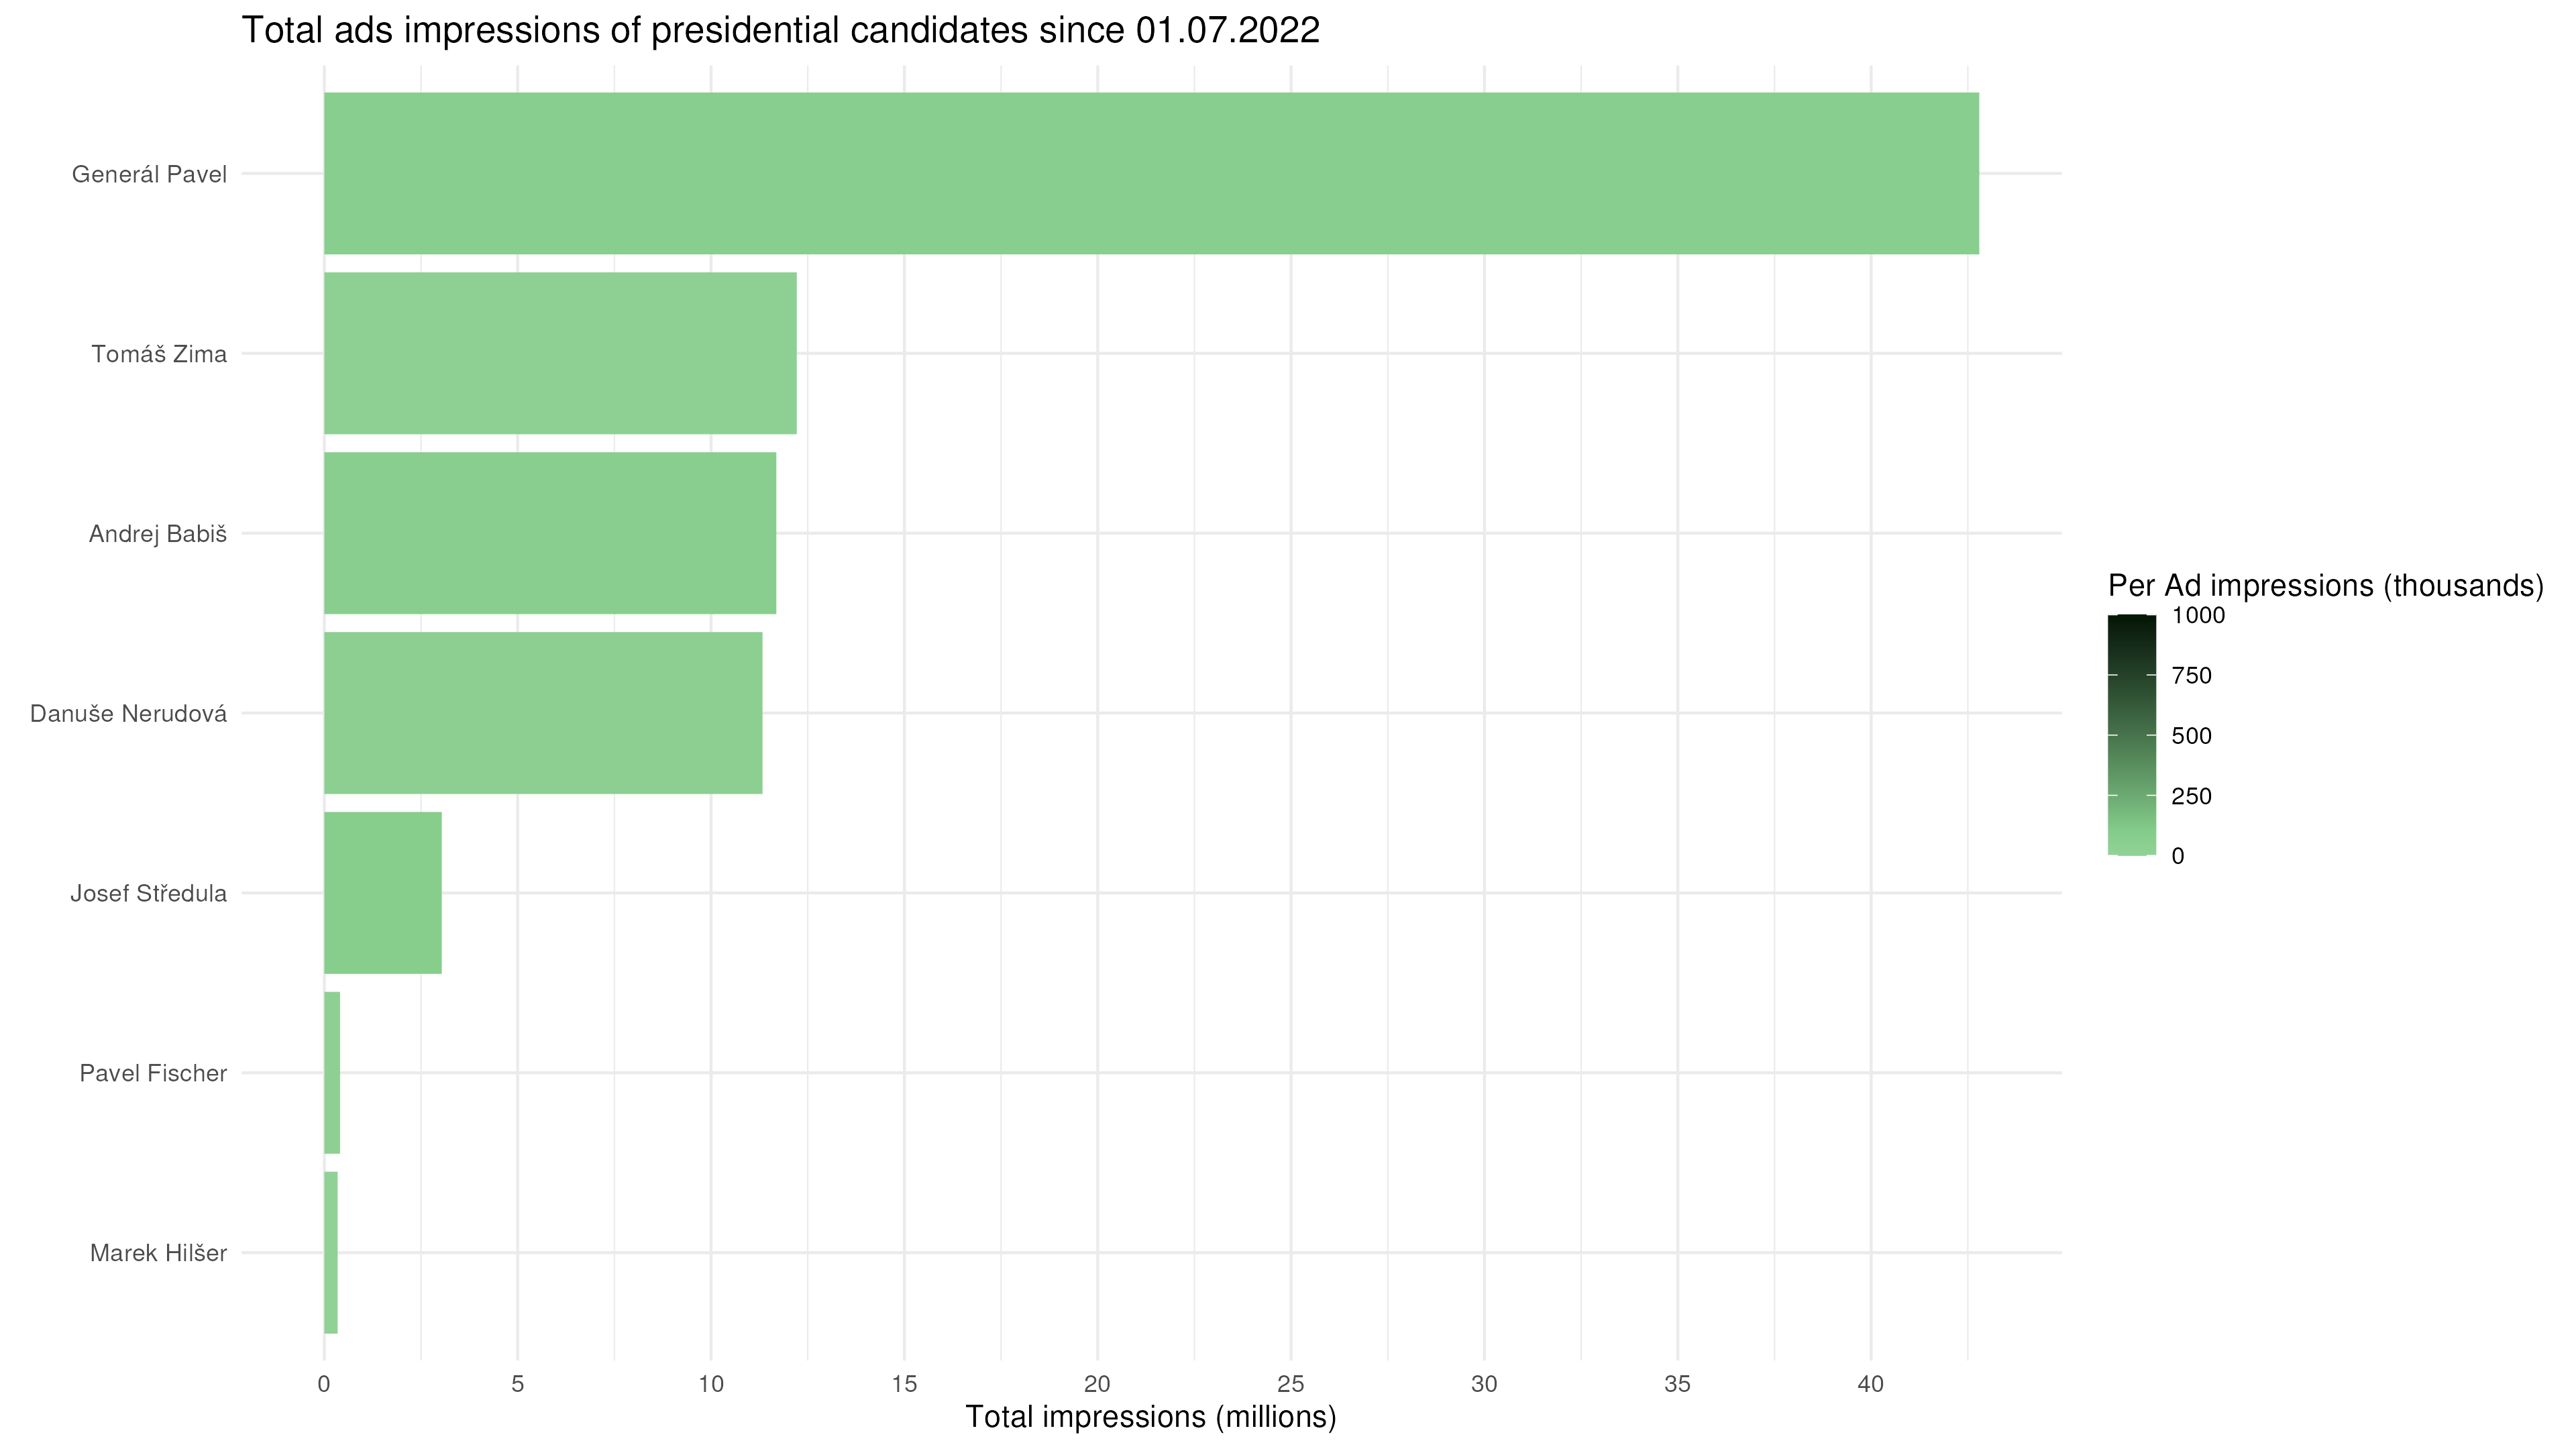 Total ads impressions of presidential candidates since 01.07.2022
Generál Pavel
Tomáš Zima
Andrej Babiš
Danuše Nerudová
Josef Středula
Pavel Fischer
Marek Hilšer
0 5 10 15 20 25 30 35 40
Total impressions (millions)
Per Ad impressions (thousands)
1000
750
500
250
0